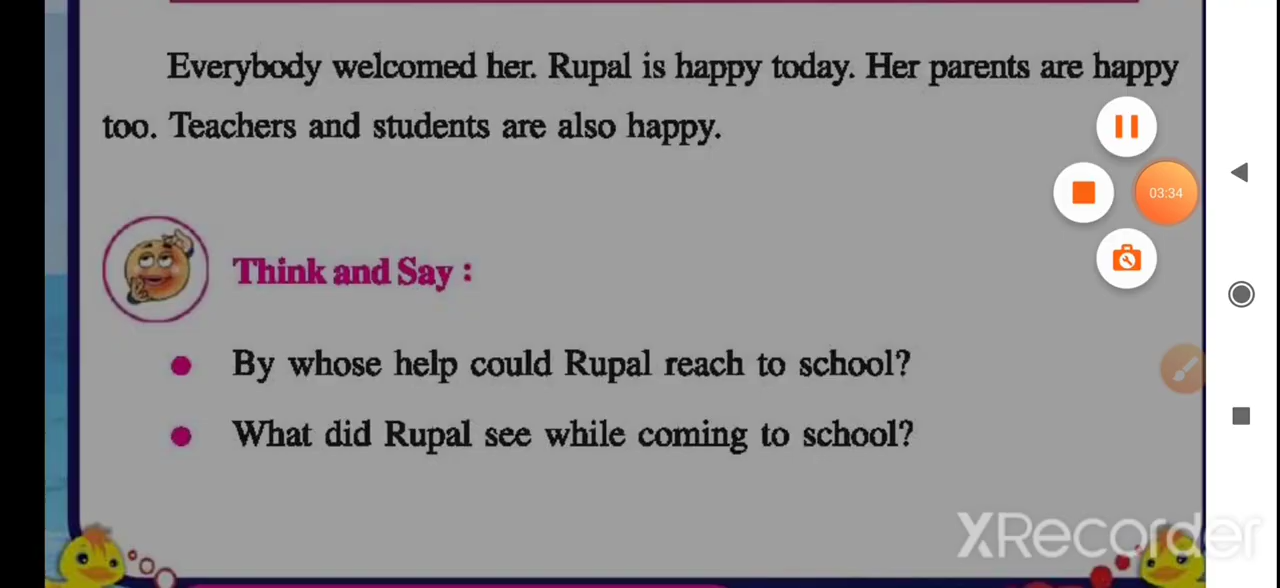 Everybody welcomed her. Rupal is happy today. Her parents are happy
too. Teachers and students are also happy.
03:34
Think and Say :
By whose help could Rupal reach to school?
What did Rupal see while coming to school?
XRecorder